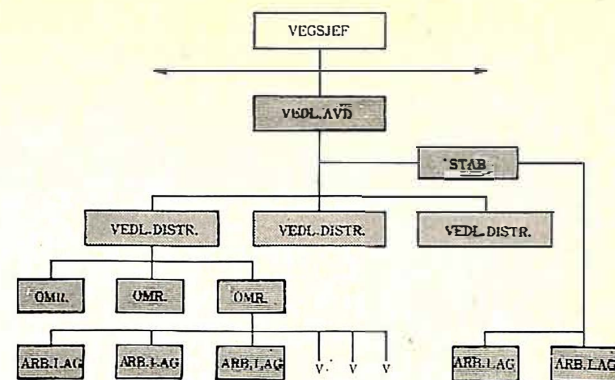 VEGSJEF
VEDL.AVD
STAB
VEDL.DISTR. VEDL.DISTR. VEDL.DISTR.
OMR. OMR. OMR.
ARB.LAG ARB.LAG ARB.LAG V. V V ARB.LAG ARB.LAG